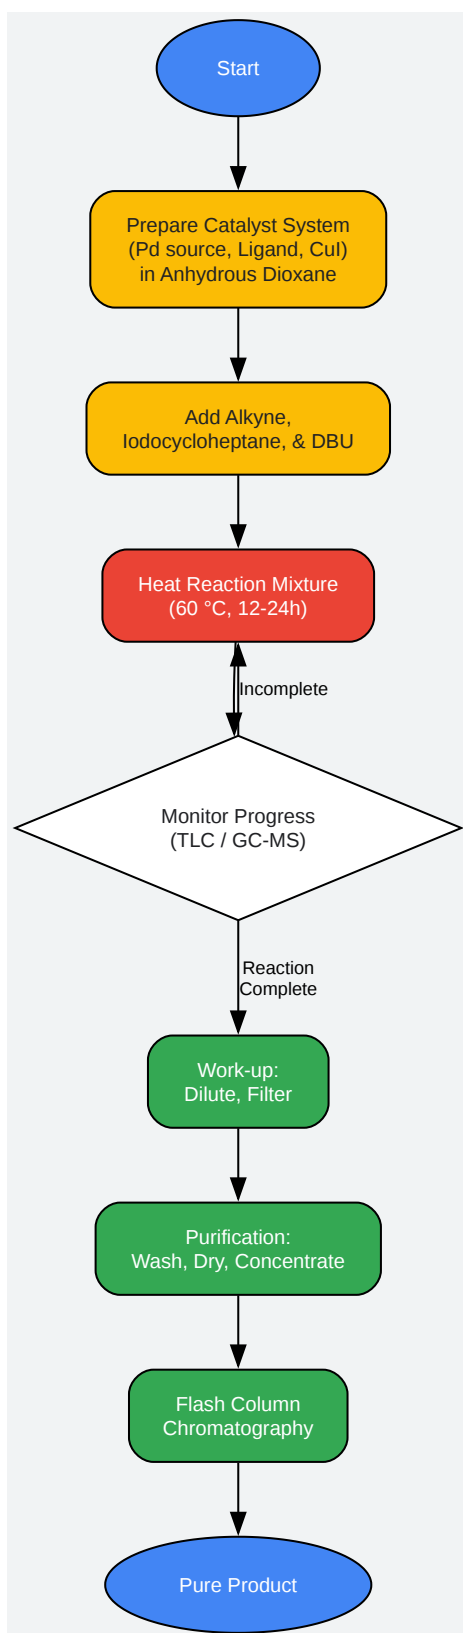 Start
Prepare Catalyst System
(Pd source, Ligand, CuI)
in Anhydrous Dioxane
Add Alkyne,
Iodocycloheptane, & DBU
Heat Reaction Mixture
(60 °C, 12-24h)
Incomplete
Monitor Progress
(TLC / GC-MS)
Reaction
Complete
Work-up:
Dilute, Filter
Purification:
Wash, Dry, Concentrate
Flash Column
Chromatography
Pure Product